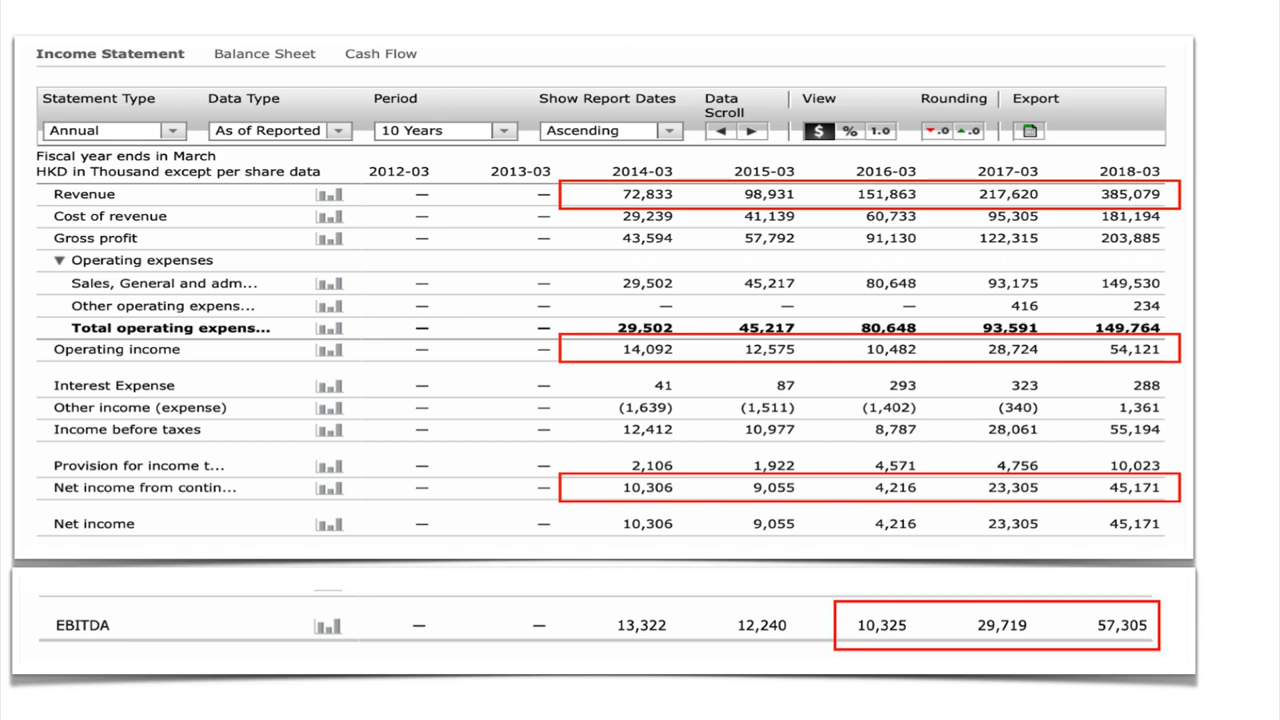 Income Statement Balance Sheet Cash Flow
Statement Type Data Type Period Show Report Dates Data Scroll View Rounding Export
Annual As of Reported 10 Years Ascending $ % 1.0 .0 .0
Fiscal year ends in March
HKD in Thousand except per share data 2012-03 2013-03 2014-03 2015-03 2016-03 2017-03 2018-03
Revenue — — 72,833 98,931 151,863 217,620 385,079
Cost of revenue — — 29,239 41,139 60,733 95,305 181,194
Gross profit — — 43,594 57,792 91,130 122,315 203,885
▼ Operating expenses
Sales, General and adm... — — 29,502 45,217 80,648 93,175 149,530
Other operating expens... — — — — — 416 234
Total operating expens... — — 29,502 45,217 80,648 93,591 149,764
Operating income — — 14,092 12,575 10,482 28,724 54,121
Interest Expense — — 41 87 293 323 288
Other income (expense) — — (1,639) (1,511) (1,402) (340) 1,361
Income before taxes — — 12,412 10,977 8,787 28,061 55,194
Provision for income t... — — 2,106 1,922 4,571 4,756 10,023
Net income from contin... — — 10,306 9,055 4,216 23,305 45,171
Net income — — 10,306 9,055 4,216 23,305 45,171
EBITDA — — 13,322 12,240 10,325 29,719 57,305